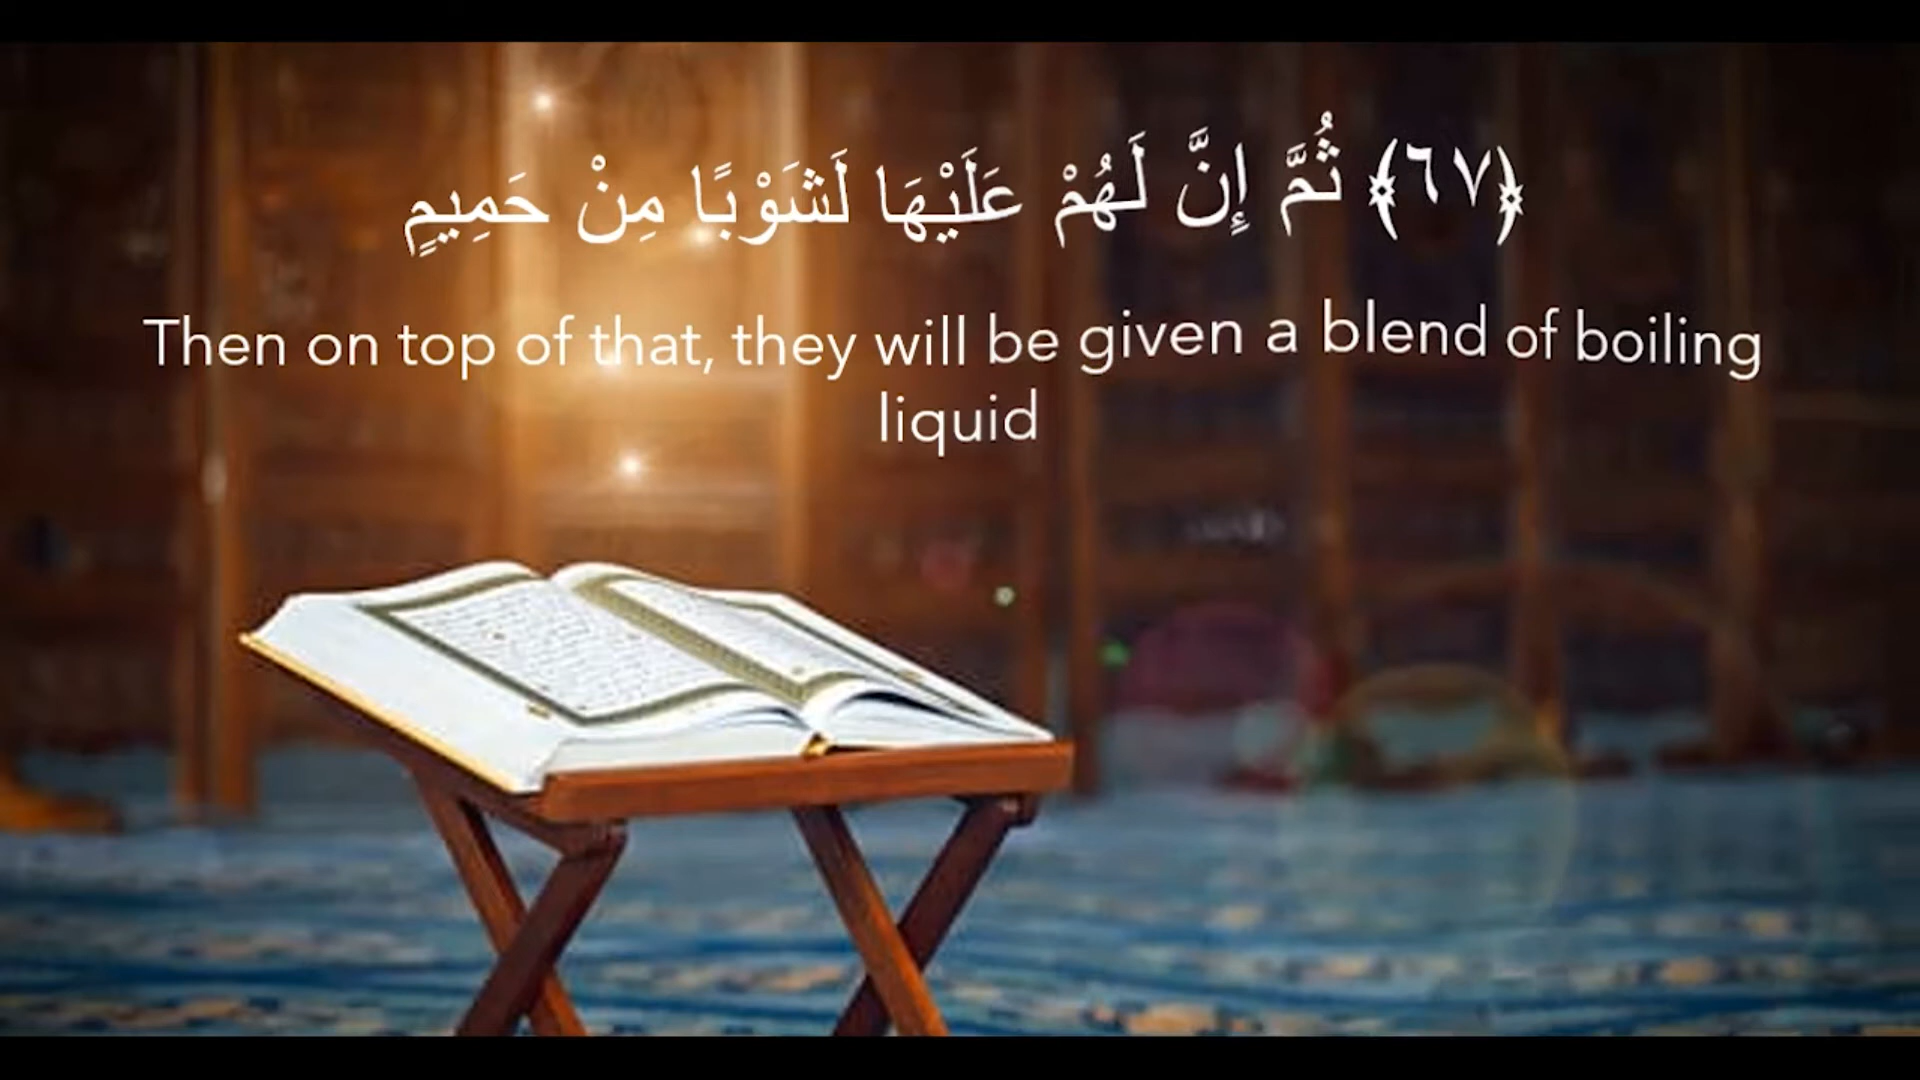 ﴿٦٧﴾ ثُمَّ إِنَّ لَهُمْ عَلَيْهَا لَشَوْبًا مِنْ حَمِيمٍ
Then on top of that, they will be given a blend of boiling
liquid